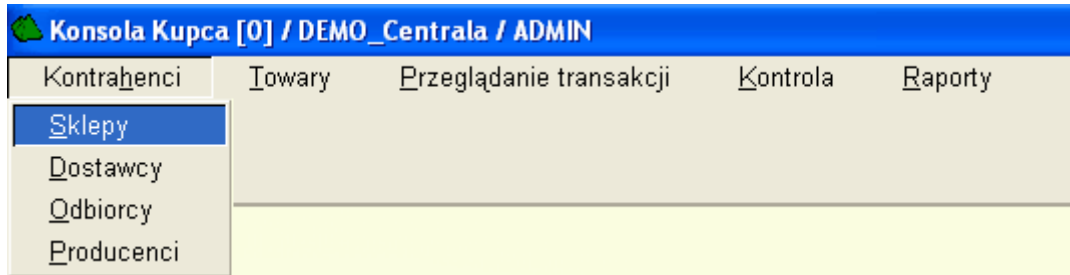 Konsola Kupca [0] / DEMO_Centrala / ADMIN
Kontrahenci Towary Przeglądanie transakcji Kontrola Raporty
Sklepy
Dostawcy
Odbiorcy
Producenci